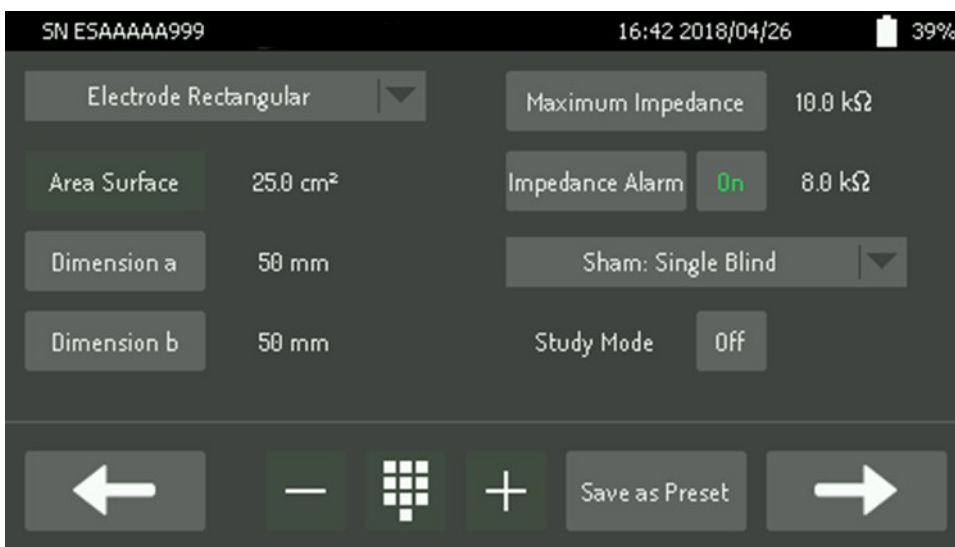 SN ESAAAAA999 16:42 2018/04/26 39%
Electrode Rectangular
Maximum Impedance 10.0 kΩ
Area Surface 25.0 cm²
Impedance Alarm On 8.0 kΩ
Dimension a 50 mm
Sham: Single Blind
Dimension b 50 mm
Study Mode Off
Save as Preset